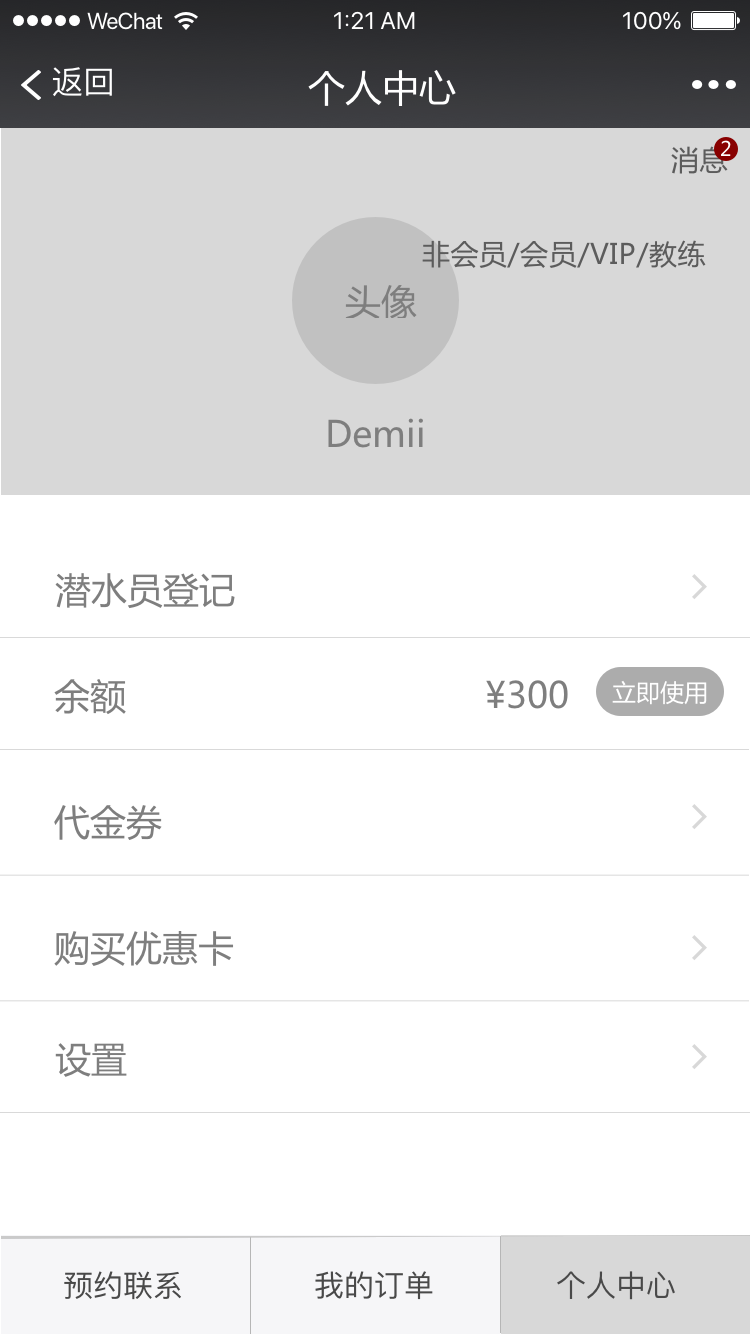 WeChat 1:21 AM 100%
返回 个人中心
消息 2
非会员/会员/VIP/教练
头像
Demii
潜水员登记
余额 ¥300 立即使用
代金券
购买优惠卡
设置
预约联系 我的订单 个人中心